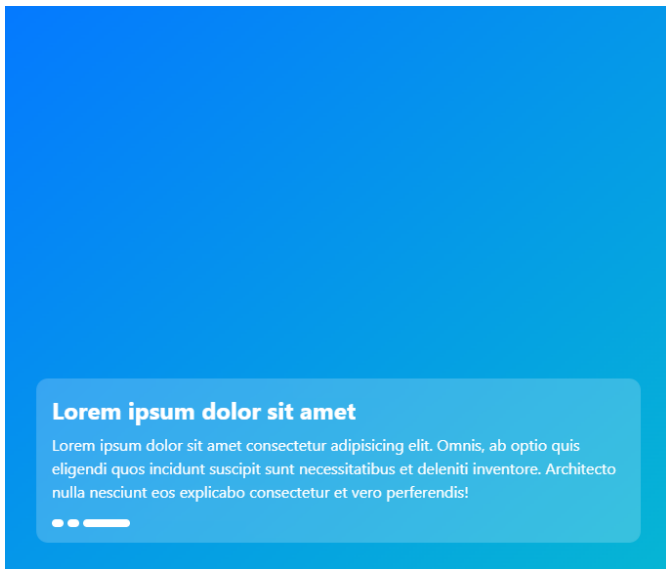 Lorem ipsum dolor sit amet
Lorem ipsum dolor sit amet consectetur adipisicing elit. Omnis, ab optio quis
eligendi quos incidunt suscipit sunt necessitatibus et deleniti inventore. Architecto
nulla nesciunt eos explicabo consectetur et vero perferendis!